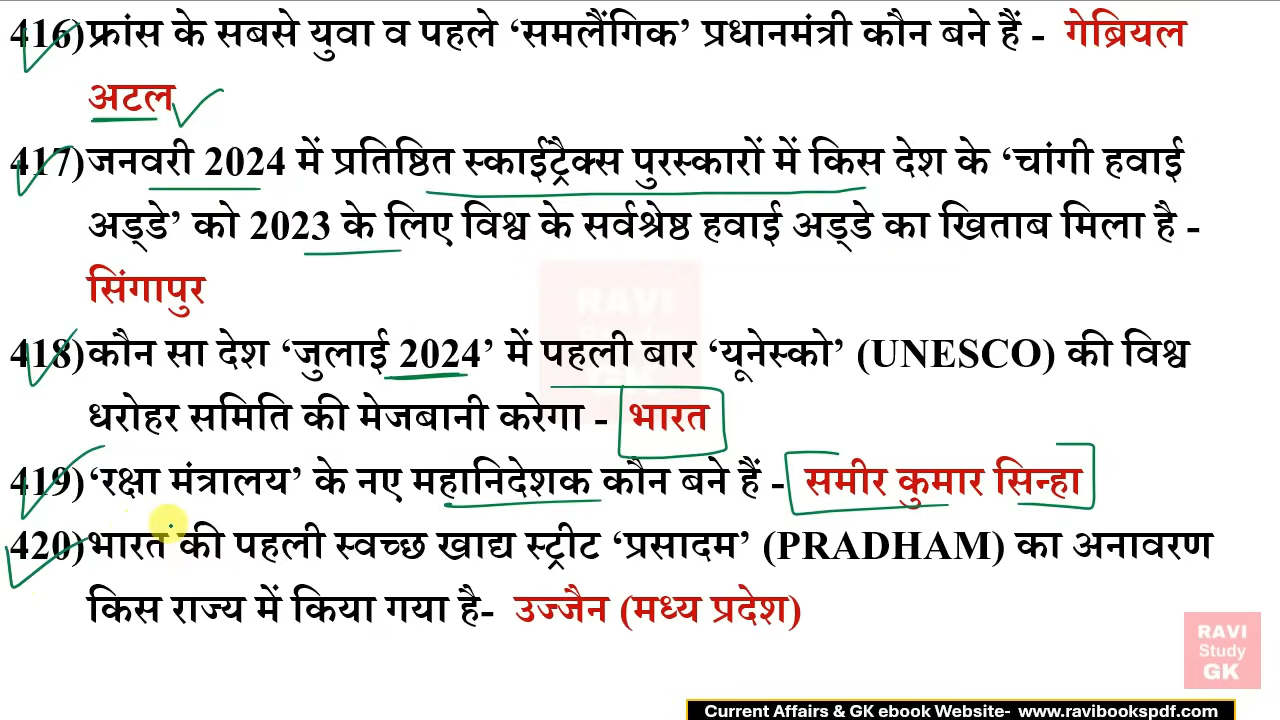 416) फ्रांस के सबसे युवा व पहले ‘समलैंगिक’ प्रधानमंत्री कौन बने हैं - गेब्रियल
अटल
417) जनवरी 2024 में प्रतिष्ठित स्काईट्रैक्स पुरस्कारों में किस देश के ‘चांगी हवाई
अड्डे’ को 2023 के लिए विश्व के सर्वश्रेष्ठ हवाई अड्डे का खिताब मिला है -
सिंगापुर
418) कौन सा देश ‘जुलाई 2024’ में पहली बार ‘यूनेस्को’ (UNESCO) की विश्व
धरोहर समिति की मेजबानी करेगा - भारत
419) ‘रक्षा मंत्रालय’ के नए महानिदेशक कौन बने हैं - समीर कुमार सिन्हा
420) भारत की पहली स्वच्छ खाद्य स्ट्रीट ‘प्रसादम’ (PRADHAM) का अनावरण
किस राज्य में किया गया है- उज्जैन (मध्य प्रदेश)
RAVI
Study
GK
Current Affairs & GK ebook Website- www.ravibookspdf.com